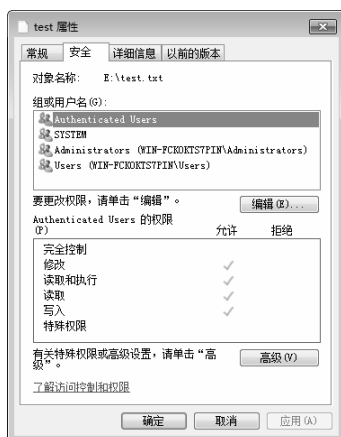 test 属性
常规 安全 详细信息 以前的版本
对象名称: E:\test.txt
组或用户名(G):
Authenticated Users
SYSTEM
Administrators (WIN-FCKOKTS7PIN\Administrators)
Users (WIN-FCKOKTS7PIN\Users)
要更改权限，请单击“编辑”。 编辑(E)...
Authenticated Users 的权限
(P) 允许 拒绝
完全控制
修改
读取和执行
读取
写入
特殊权限
有关特殊权限或高级设置，请单击“高
级”。 高级(V)
了解访问控制和权限
确定 取消 应用(A)